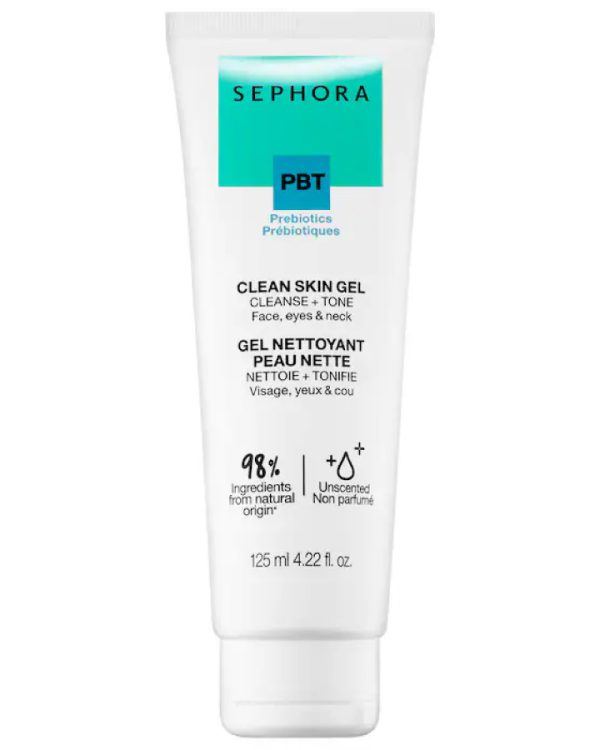 SEPHORA
PBT
Prebiotics
Prébiotiques
CLEAN SKIN GEL
CLEANSE + TONE
Face, eyes & neck
GEL NETTOYANT
PEAU NETTE
NETTOIE + TONIFIE
Visage, yeux & cou
98%
Ingredients
from natural
origin*
Unscented
Non parfumé
125 ml 4.22 fl. oz.